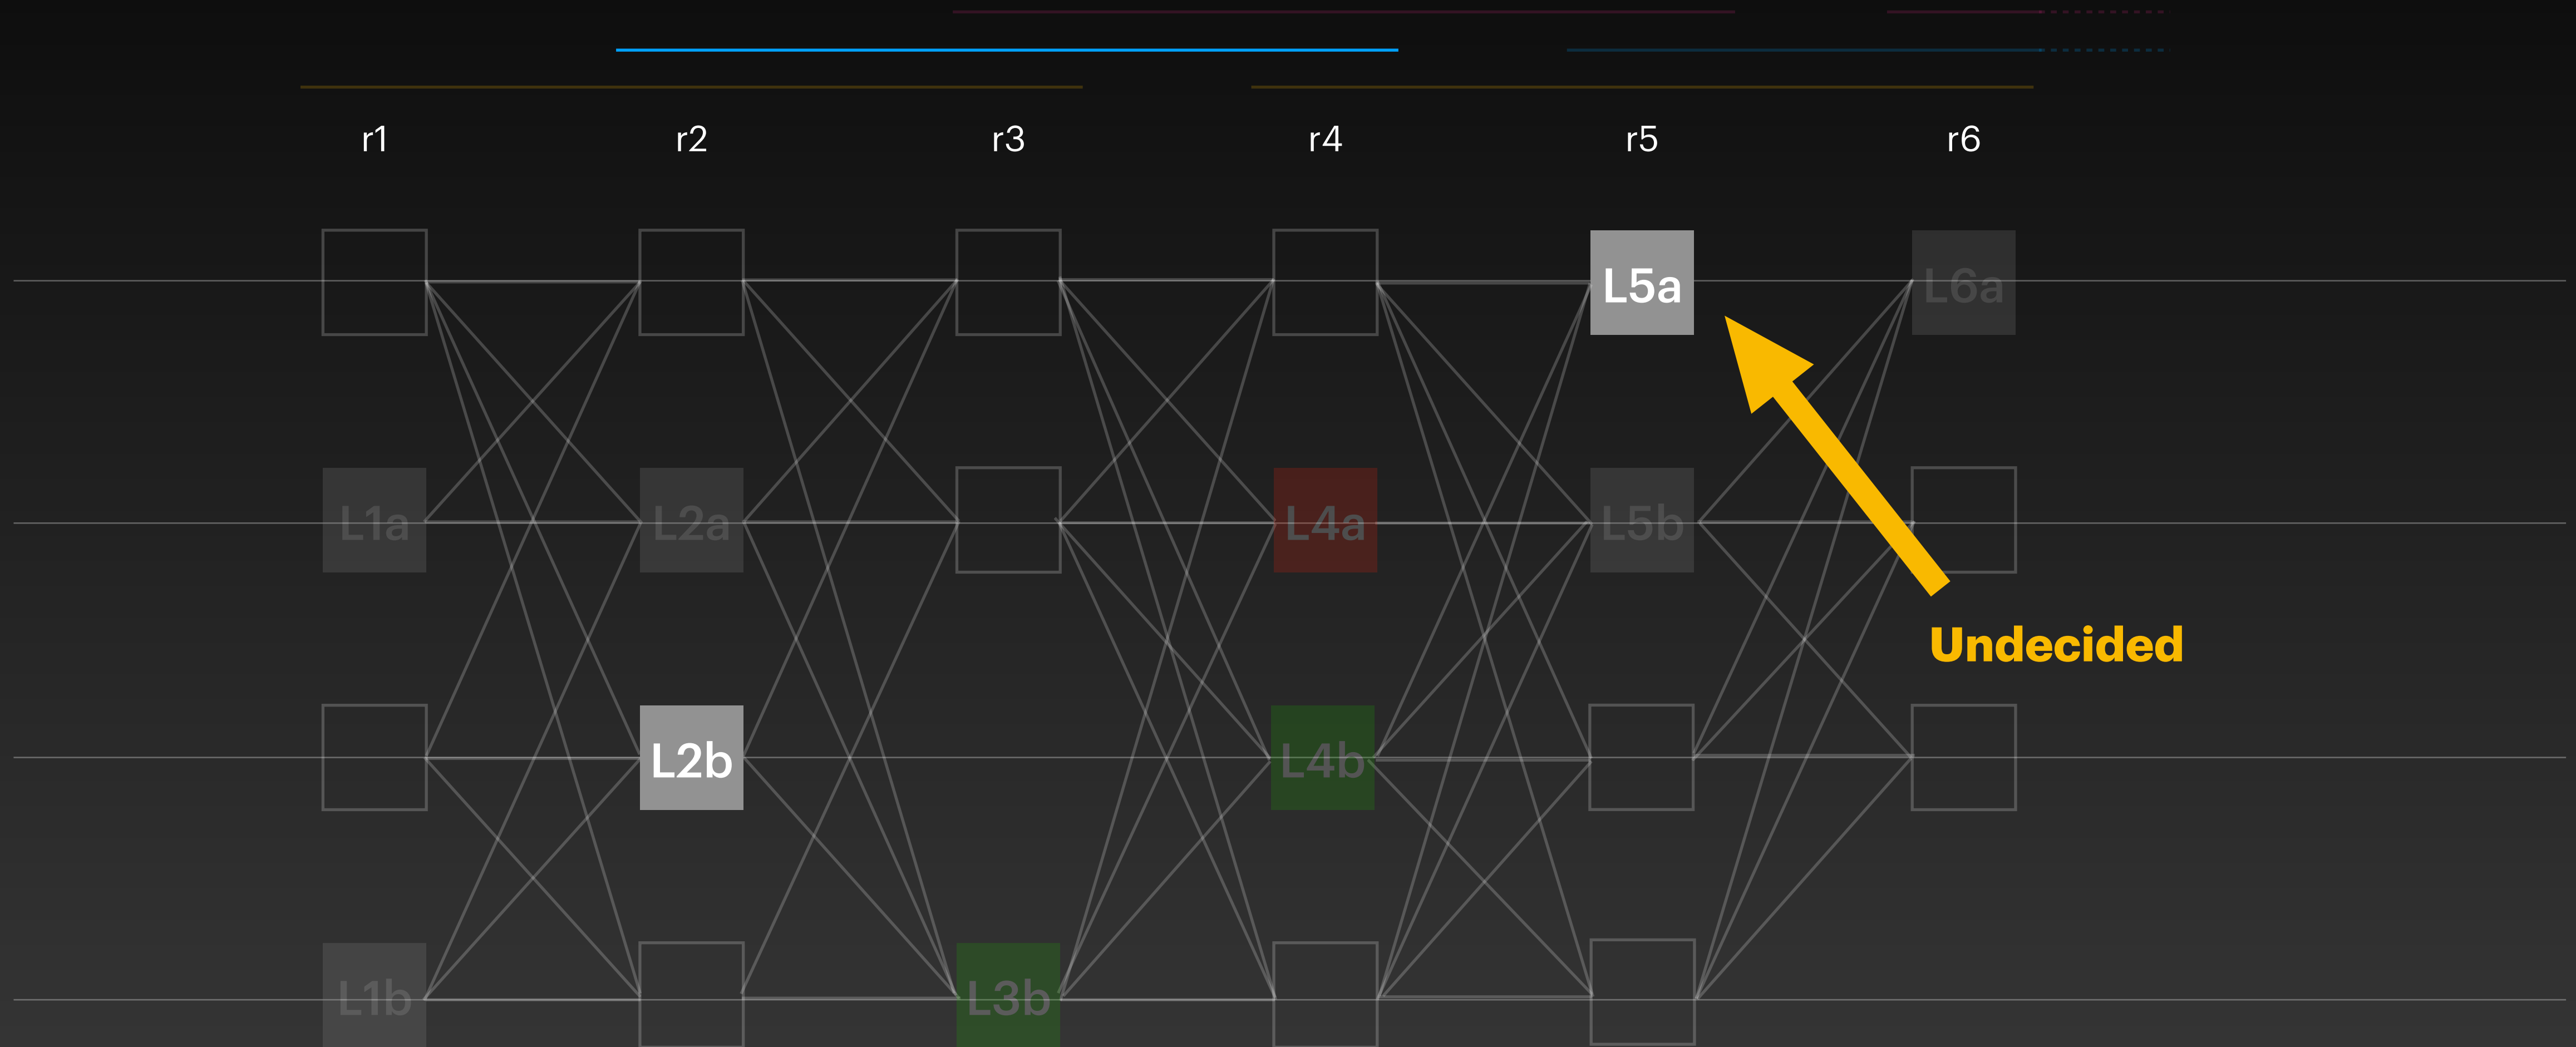 r1 r2 r3 r4 r5 r6
L5a L6a
L1a L2a L4a L5b
Undecided
L2b L4b
L1b L3b